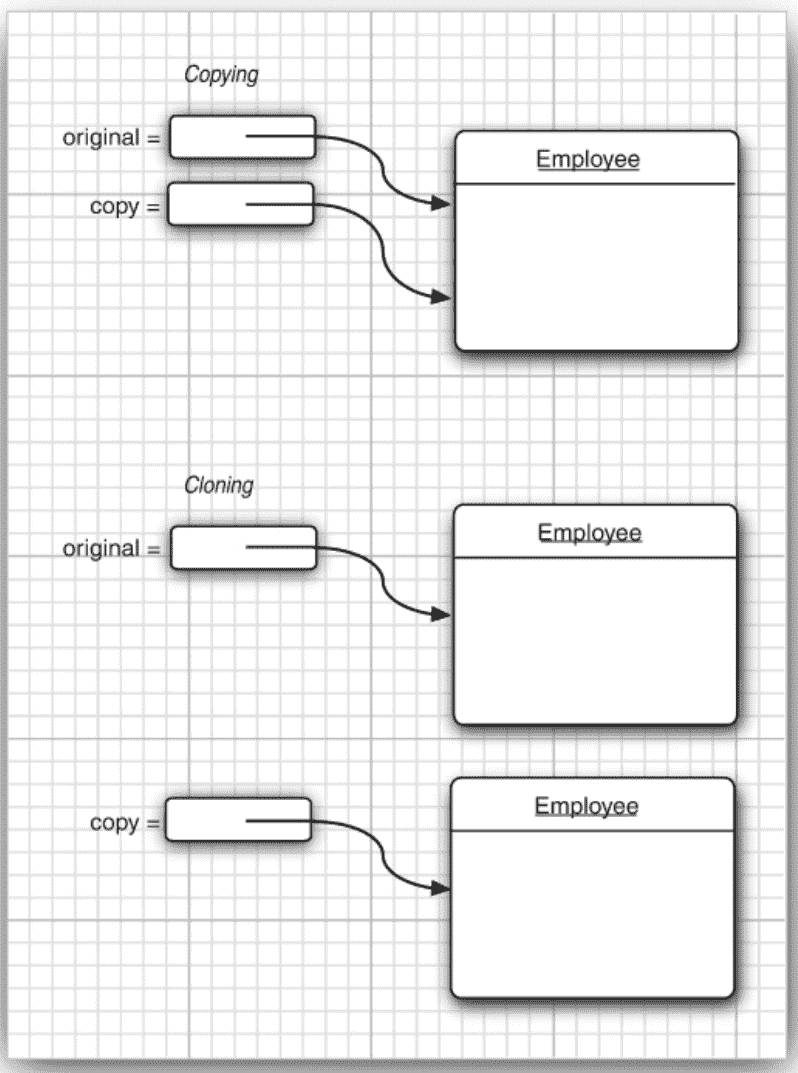 Copying
original =
Employee
copy =
Cloning
original =
Employee
copy =
Employee